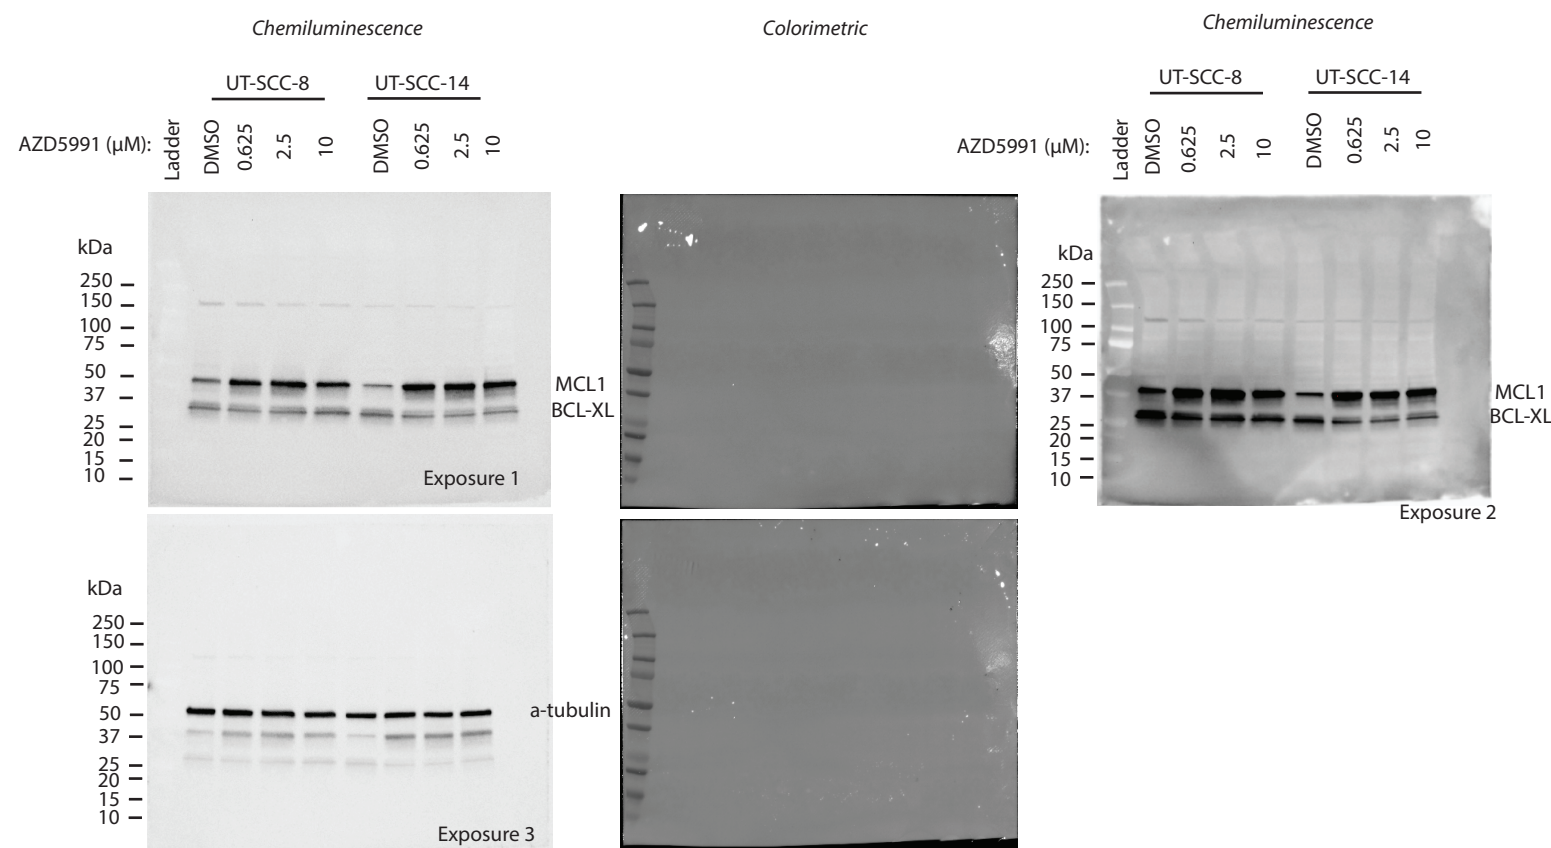 Chemiluminescence
Colorimetric
Chemiluminescence
UT-SCC-8
UT-SCC-14
AZD5991 (µM):
Ladder
DMSO
0.625
2.5
10
DMSO
0.625
2.5
10
UT-SCC-8
UT-SCC-14
AZD5991 (µM):
Ladder
DMSO
0.625
2.5
10
DMSO
0.625
2.5
10
kDa
250
150
100
75
50
37
25
20
15
10
MCL1
BCL-XL
Exposure 1
kDa
250
150
100
75
50
37
25
20
15
10
MCL1
BCL-XL
Exposure 2
kDa
250
150
100
75
50
37
25
20
15
10
a-tubulin
Exposure 3